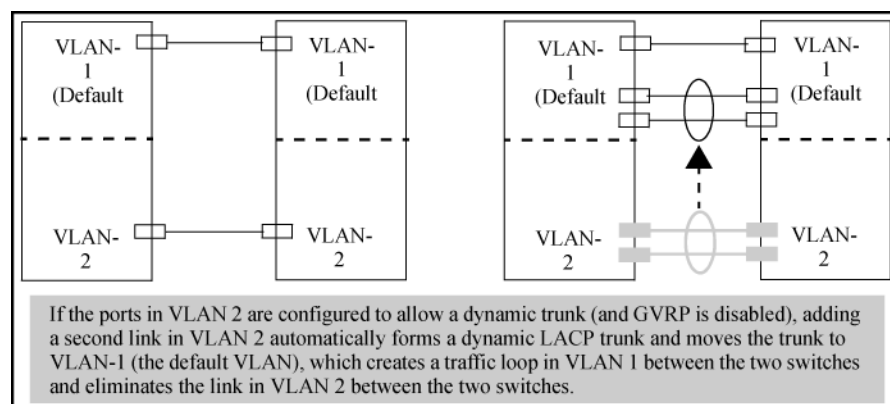 VLAN-
1
(Default
VLAN-
1
(Default
VLAN-
1
(Default
VLAN-
1
(Default
VLAN-
2
VLAN-
2
VLAN-
2
VLAN-
2
If the ports in VLAN 2 are configured to allow a dynamic trunk (and GVRP is disabled), adding
a second link in VLAN 2 automatically forms a dynamic LACP trunk and moves the trunk to
VLAN-1 (the default VLAN), which creates a traffic loop in VLAN 1 between the two switches
and eliminates the link in VLAN 2 between the two switches.